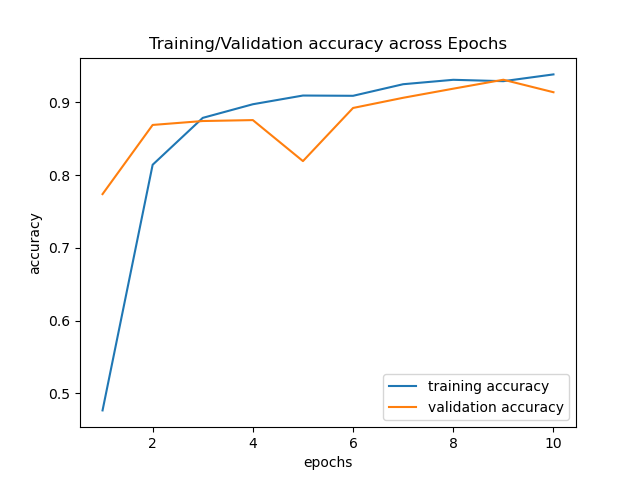 Training/Validation accuracy across Epochs
accuracy
0.9
0.8
0.7
0.6
0.5
training accuracy
validation accuracy
2 4 6 8 10
epochs